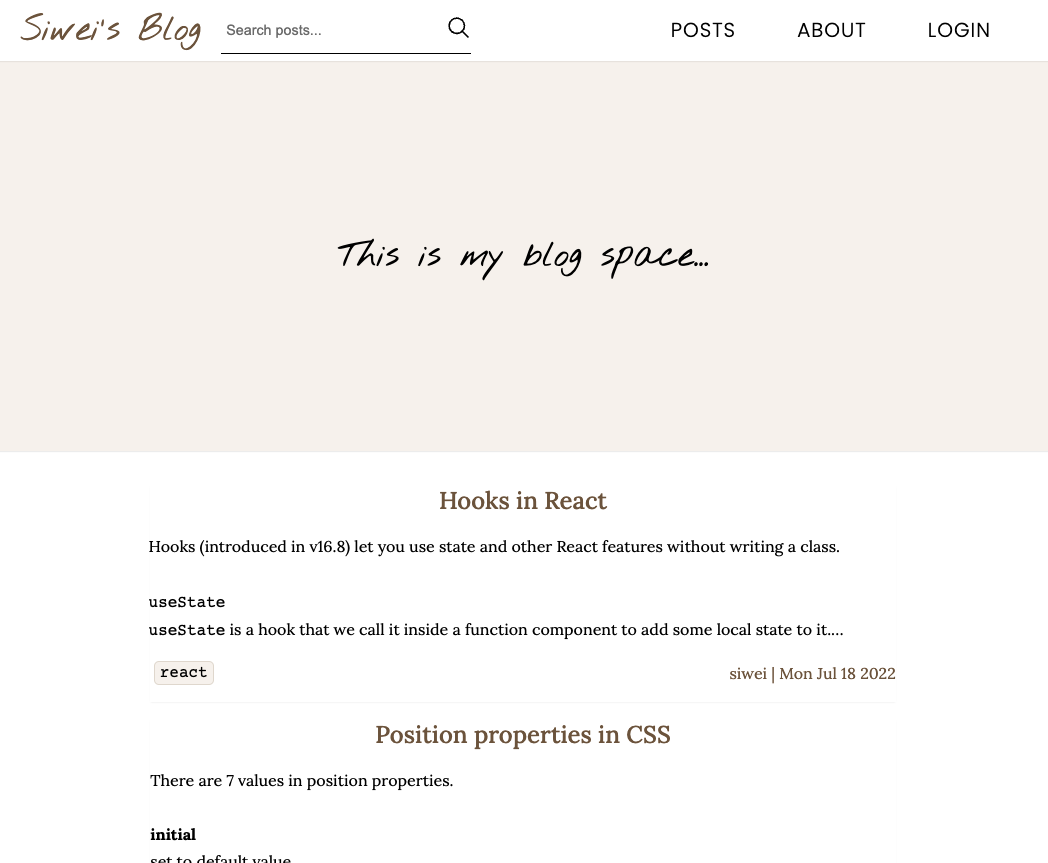 Siwei's Blog
Search posts...
POSTS
ABOUT
LOGIN
This is my blog space...
Hooks in React
Hooks (introduced in v16.8) let you use state and other React features without writing a class.
useState
useState is a hook that we call it inside a function component to add some local state to it....
react
siwei | Mon Jul 18 2022
Position properties in CSS
There are 7 values in position properties.
initial
set to default value